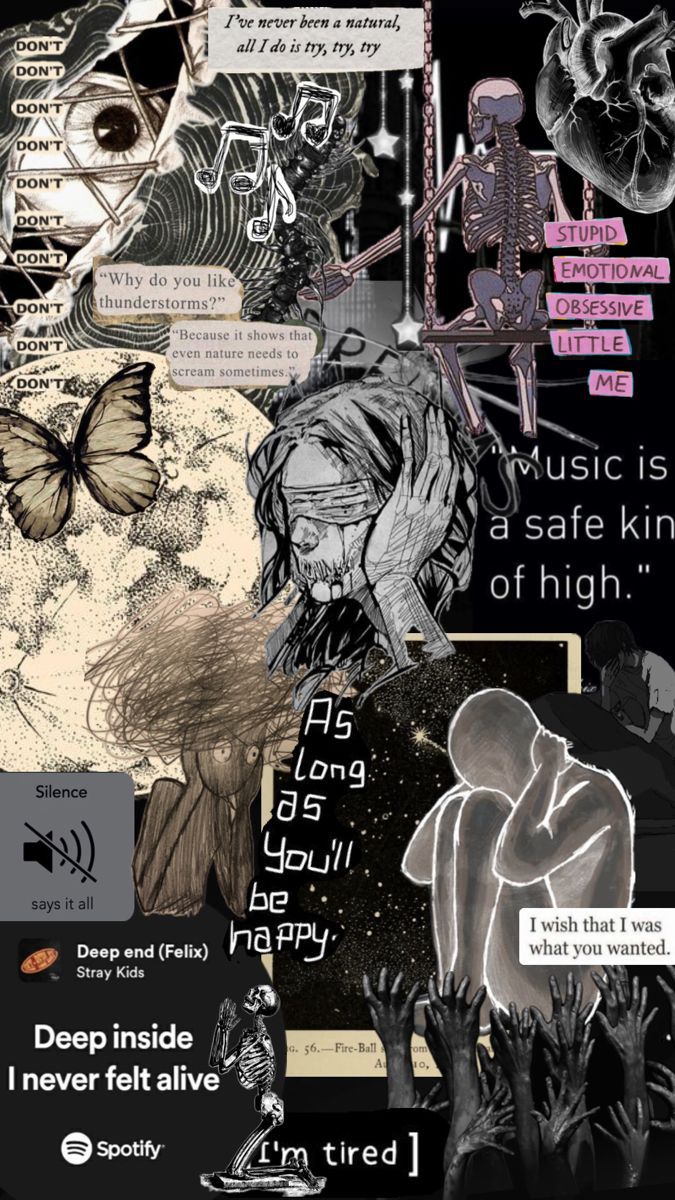 I've never been a natural,
all I do is try, try, try
DON'T
DON'T
DON'T
DON'T
DON'T
DON'T
DON'T
DON'T
DON'T
DON'T
"Why do you like
thunderstorms?"
"Because it shows that
even nature needs to
scream sometimes."
STUPID
EMOTIONAL
OBSESSIVE
LITTLE
ME
"Music is
a safe kin
of high."
As
long
as
you'll
be
happy.
Silence
says it all
I wish that I was
what you wanted.
Deep end (Felix)
Stray Kids
Deep inside
I never felt alive
56.—Fire-Ball
Spotify
I'm tired]